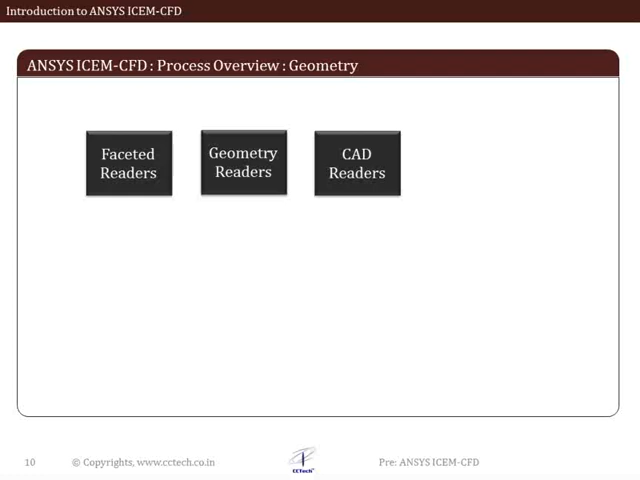 Introduction to ANSYS ICEM-CFD
ANSYS ICEM-CFD : Process Overview : Geometry
Faceted
Readers
Geometry
Readers
CAD
Readers
10
© Copyrights, www.cctech.co.in
CCTech™
Pre: ANSYS ICEM-CFD